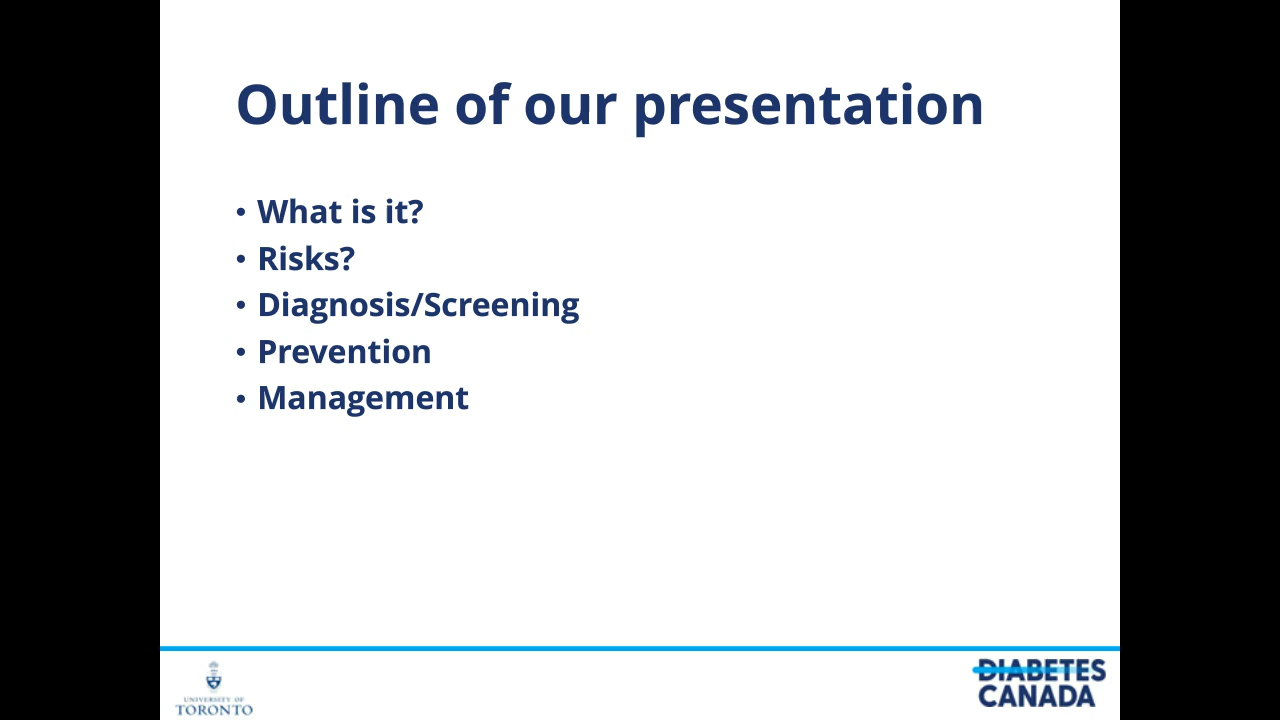 Outline of our presentation
• What is it?
• Risks?
• Diagnosis/Screening
• Prevention
• Management
UNIVERSITY OF
TORONTO
DIABETES
CANADA